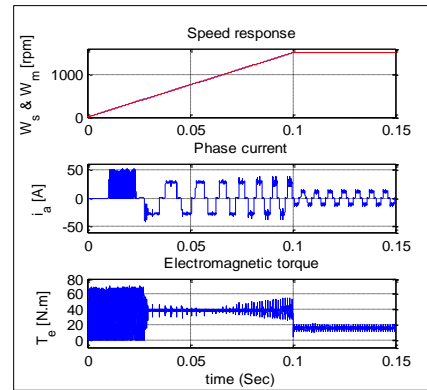 Speed response
W_s & W_m [rpm]
1000
0
0 0.05 0.1 0.15
Phase current
i_a [A]
50
0
-50
0 0.05 0.1 0.15
Electromagnetic torque
T_e [N.m]
80
60
40
20
0
0 0.05 0.1 0.15
time (Sec)